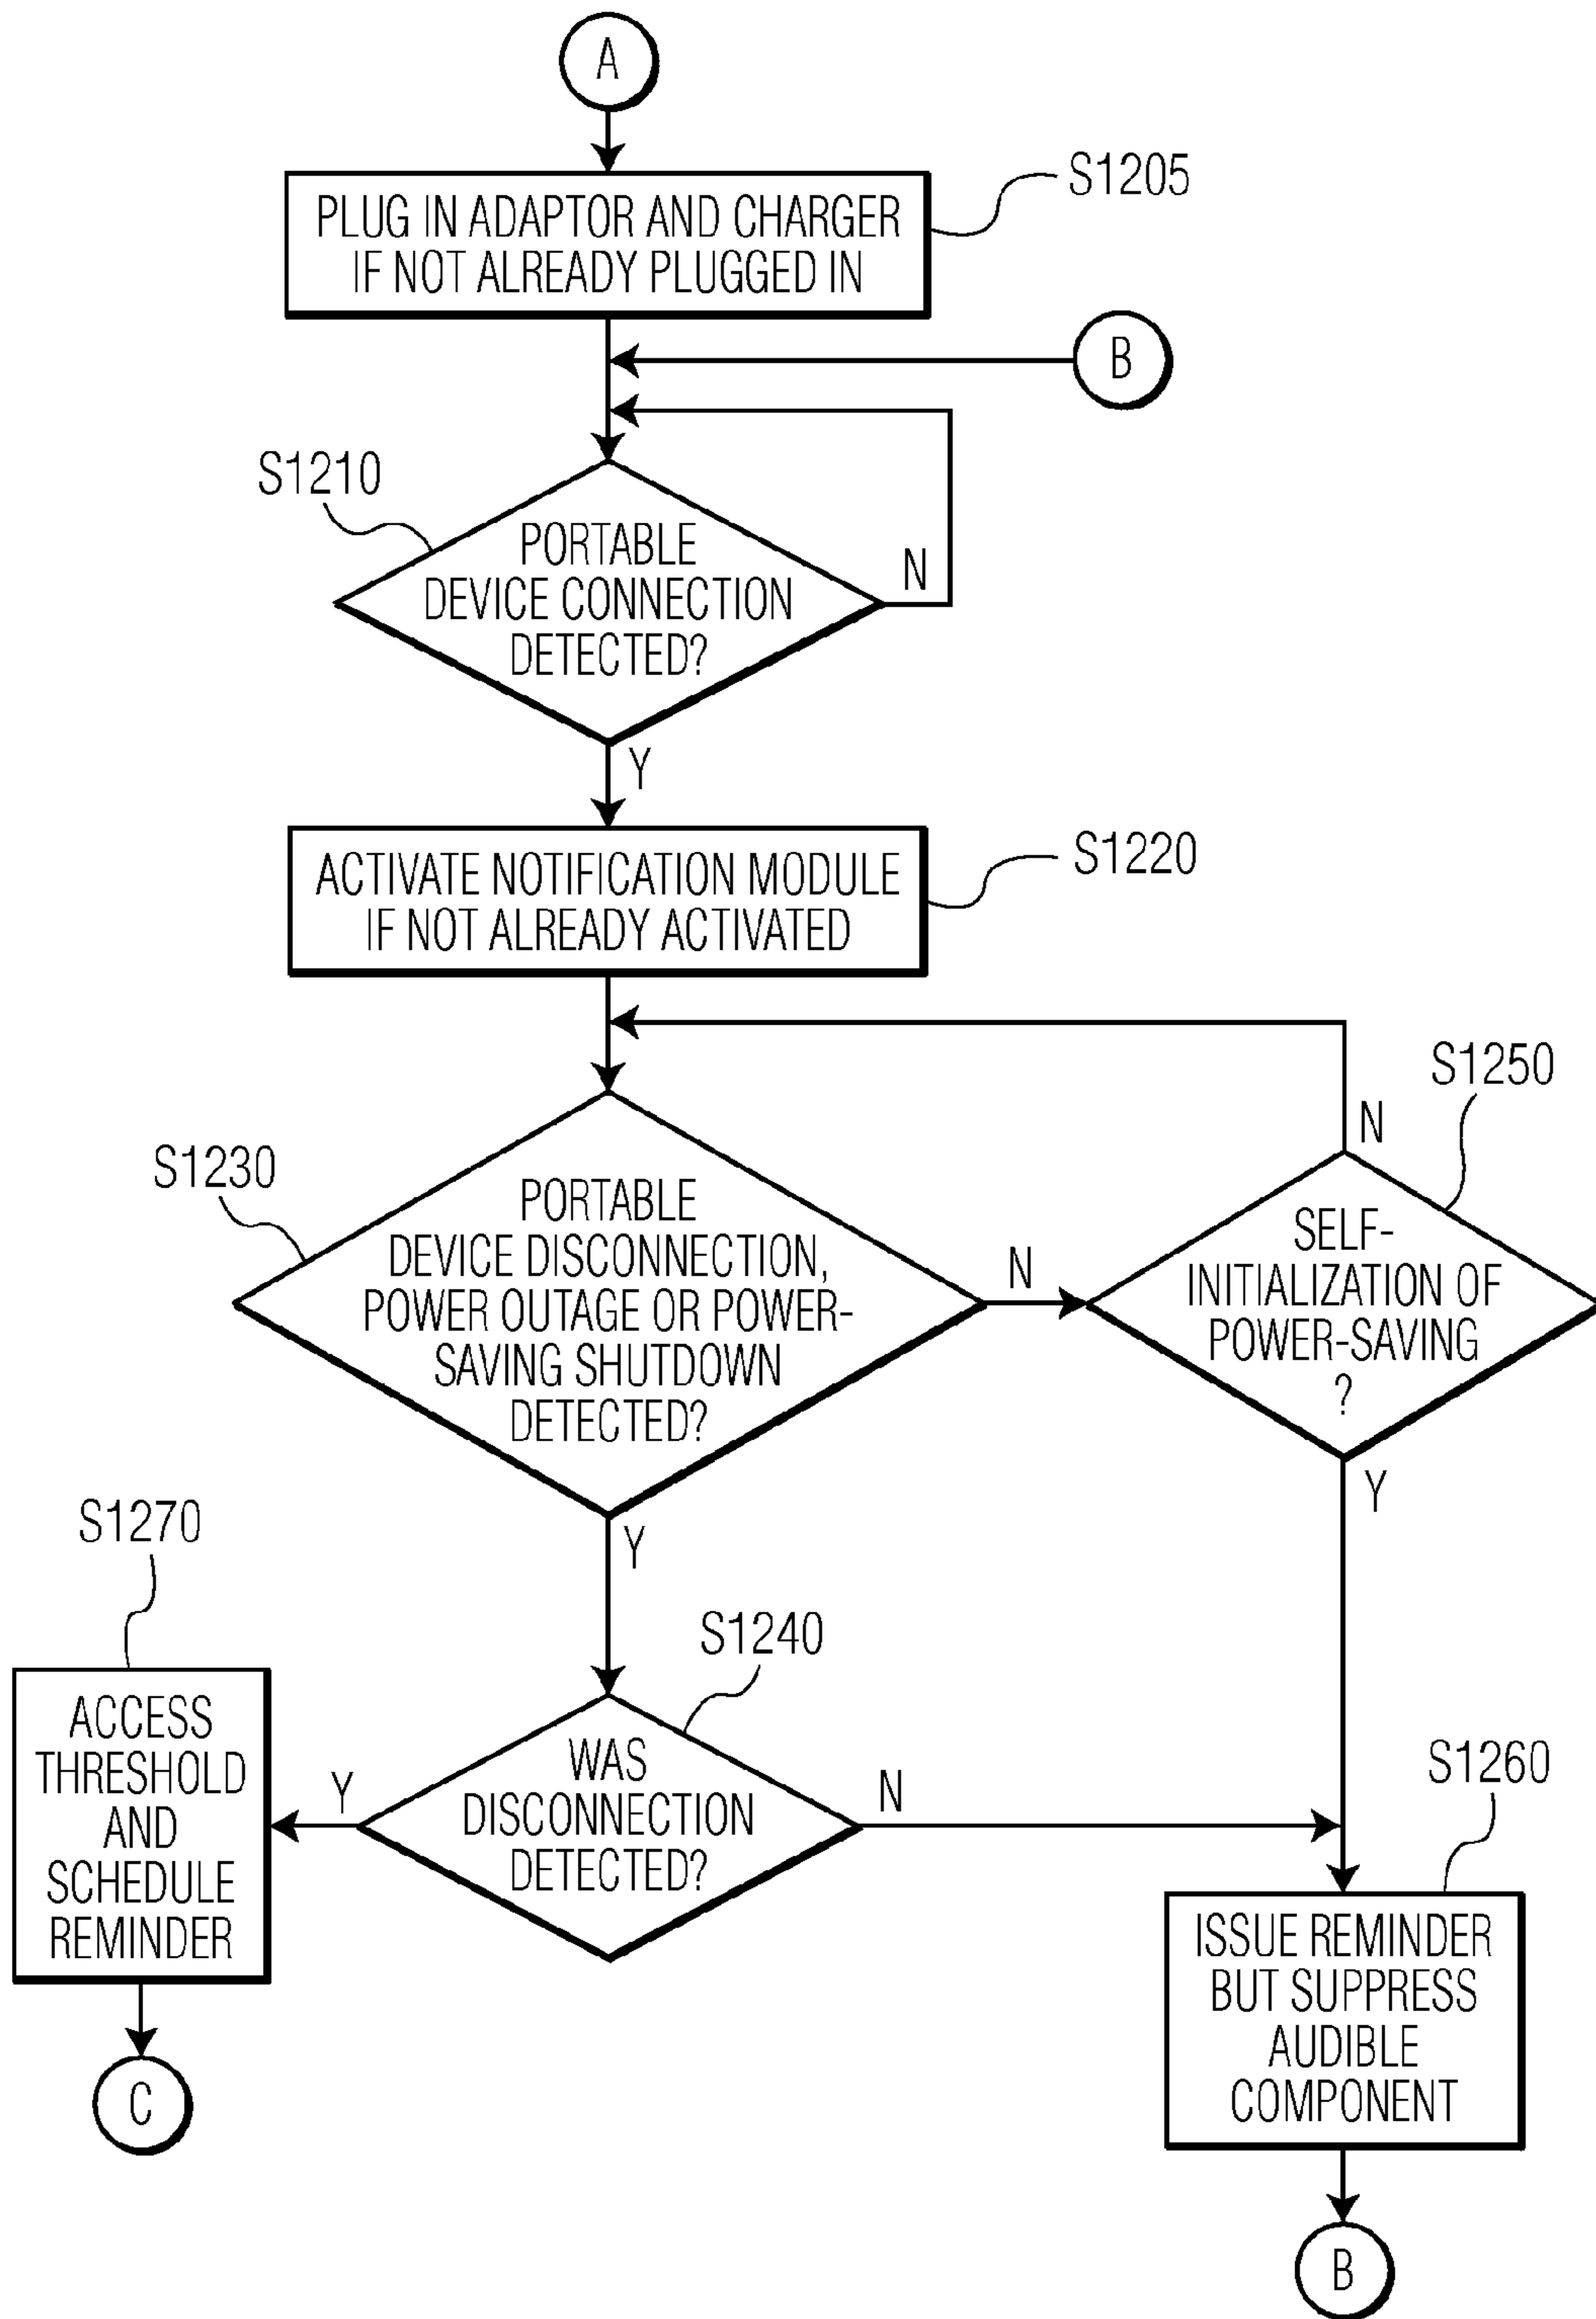 A
PLUG IN ADAPTOR AND CHARGER
IF NOT ALREADY PLUGGED IN
S1205
B
S1210
PORTABLE
DEVICE CONNECTION
DETECTED?
N
Y
ACTIVATE NOTIFICATION MODULE
IF NOT ALREADY ACTIVATED
S1220
S1230
PORTABLE
DEVICE DISCONNECTION,
POWER OUTAGE OR POWER-
SAVING SHUTDOWN
DETECTED?
N
Y
S1250
N
SELF-
INITIALIZATION OF
POWER-SAVING
?
Y
S1240
WAS
DISCONNECTION
DETECTED?
Y
N
S1270
ACCESS
THRESHOLD
AND
SCHEDULE
REMINDER
C
S1260
ISSUE REMINDER
BUT SUPPRESS
AUDIBLE
COMPONENT
B